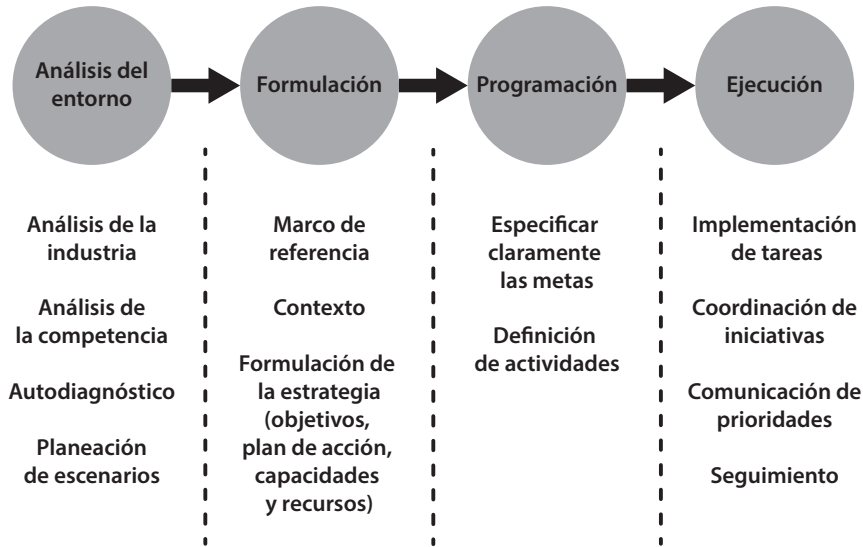 Análisis del
entorno
Formulación
Programación
Ejecución
Análisis de la
industria
Análisis de
la competencia
Autodiagnóstico
Planeación
de escenarios
Marco de
referencia
Contexto
Formulación de
la estrategia
(objetivos,
plan de acción,
capacidades
y recursos)
Especificar
claramente
las metas
Definición
de actividades
Implementación
de tareas
Coordinación de
iniciativas
Comunicación de
prioridades
Seguimiento